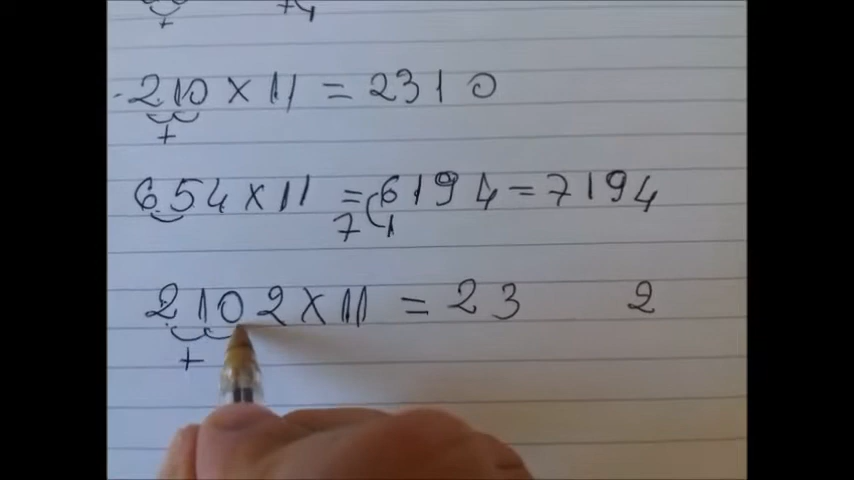 +
210 × 11 = 2310
+
654 × 11 = 6194 = 7194
7 1
2102 × 11 = 23 2
+